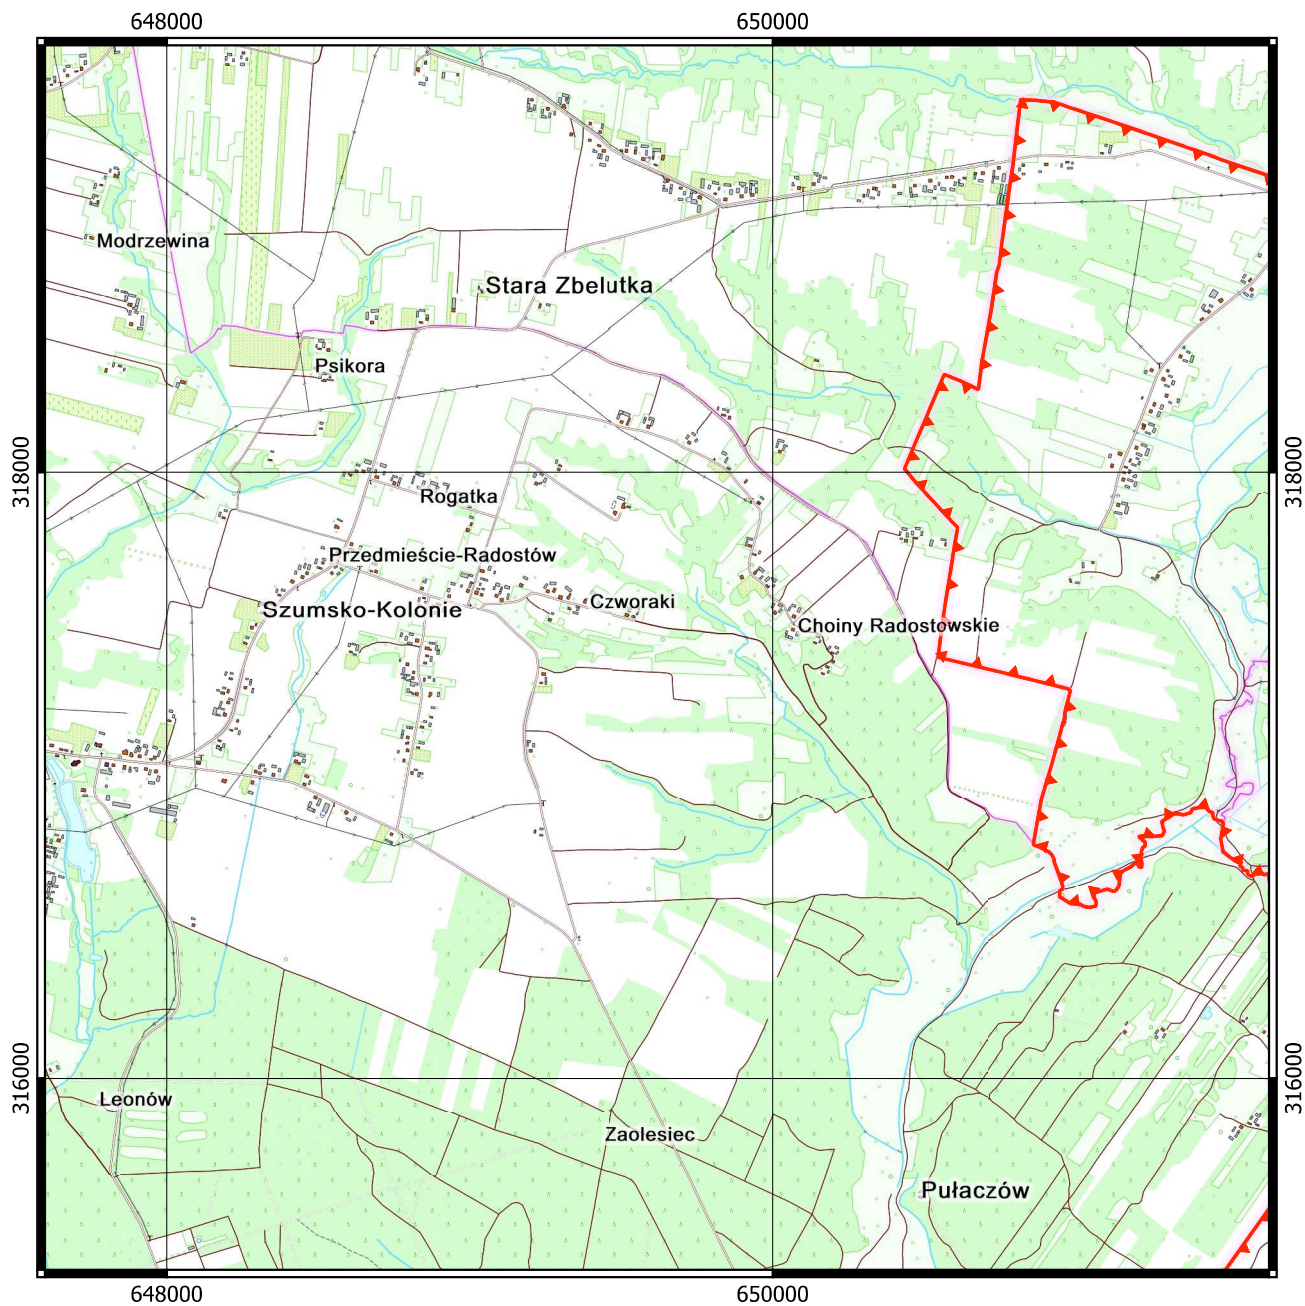 648000
650000
Modrzewina
Stara Zbelutka
Psikora
318000
318000
Rogatka
Przedmieście-Radostów
Czworaki
Szumsko-Kolonie
Choiny Radostowskie
316000
316000
Leonów
Zaolesiec
Pułaczów
648000
650000